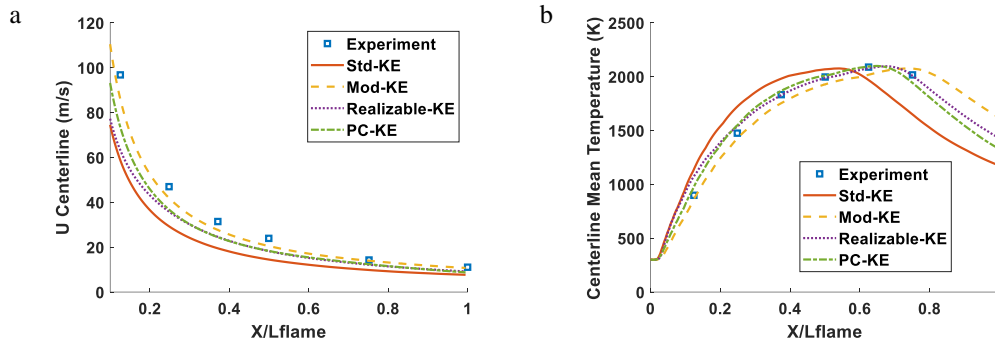 a
120
100
80
60
40
20
0
0.2
0.4
0.6
0.8
1
U Centerline (m/s)
X/Lflame
Experiment
Std-KE
Mod-KE
Realizable-KE
PC-KE
b
2500
2000
1500
1000
500
0
0
0.2
0.4
0.6
0.8
Centerline Mean Temperature (K)
X/Lflame
Experiment
Std-KE
Mod-KE
Realizable-KE
PC-KE